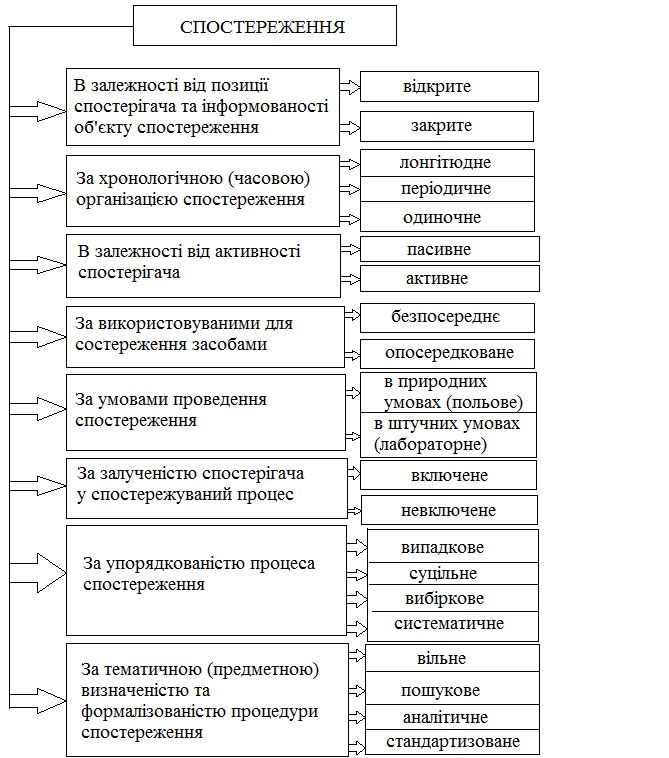 СПОСТЕРЕЖЕННЯ
В залежності від позиції
спостерігача та інформованості
об'єкту спостереження
відкрите
закрите
За хронологічною (часовою)
організацією спостереження
лонгітюдне
періодичне
одиночне
В залежності від активності
спостерігача
пасивне
активне
За використовуваними для
состереження засобами
безпосереднє
опосередковане
За умовами проведення
спостереження
в природних
умовах (польове)
в штучних умовах
(лабораторне)
За залученістю спостерігача
у спостережуваний процес
включене
невключене
За упорядкованістю процеса
спостереження
випадкове
суцільне
вибіркове
систематичне
За тематичною (предметною)
визначеністю та
формалізованістю процедури
спостереження
вільне
пошукове
аналітичне
стандартизоване